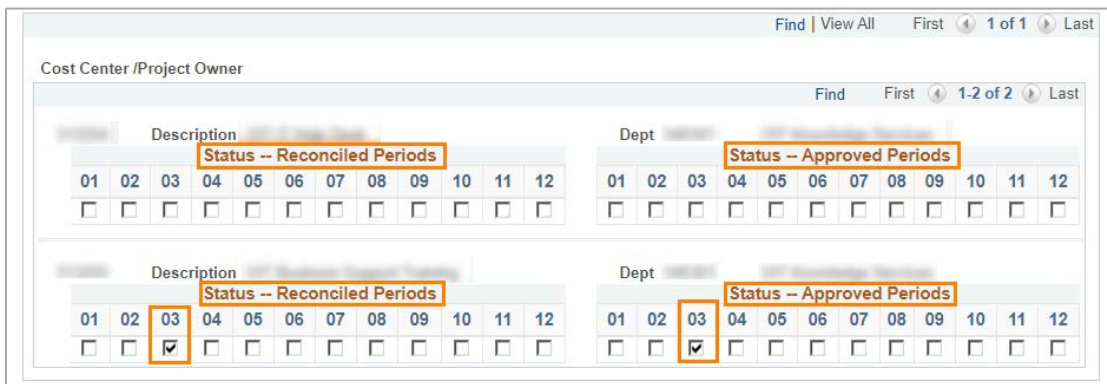 Find | View All First 1 of 1 Last
Cost Center /Project Owner
Find First 1-2 of 2 Last
Description Dept
Status -- Reconciled Periods Status -- Approved Periods
01 02 03 04 05 06 07 08 09 10 11 12 01 02 03 04 05 06 07 08 09 10 11 12
Description Dept
Status -- Reconciled Periods Status -- Approved Periods
01 02 03 04 05 06 07 08 09 10 11 12 01 02 03 04 05 06 07 08 09 10 11 12